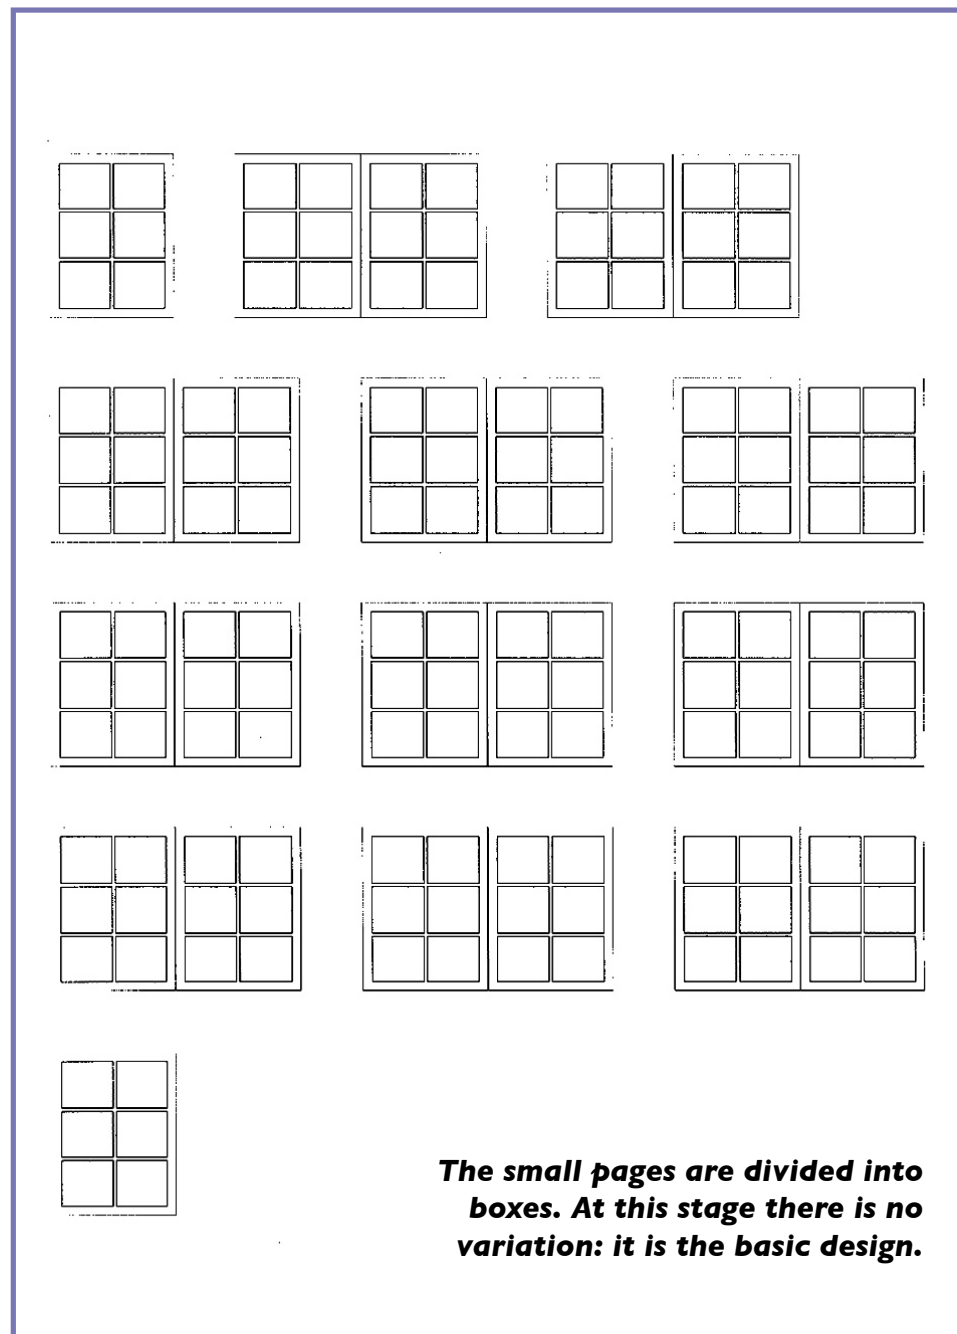 The small pages are divided into
boxes. At this stage there is no
variation: it is the basic design.